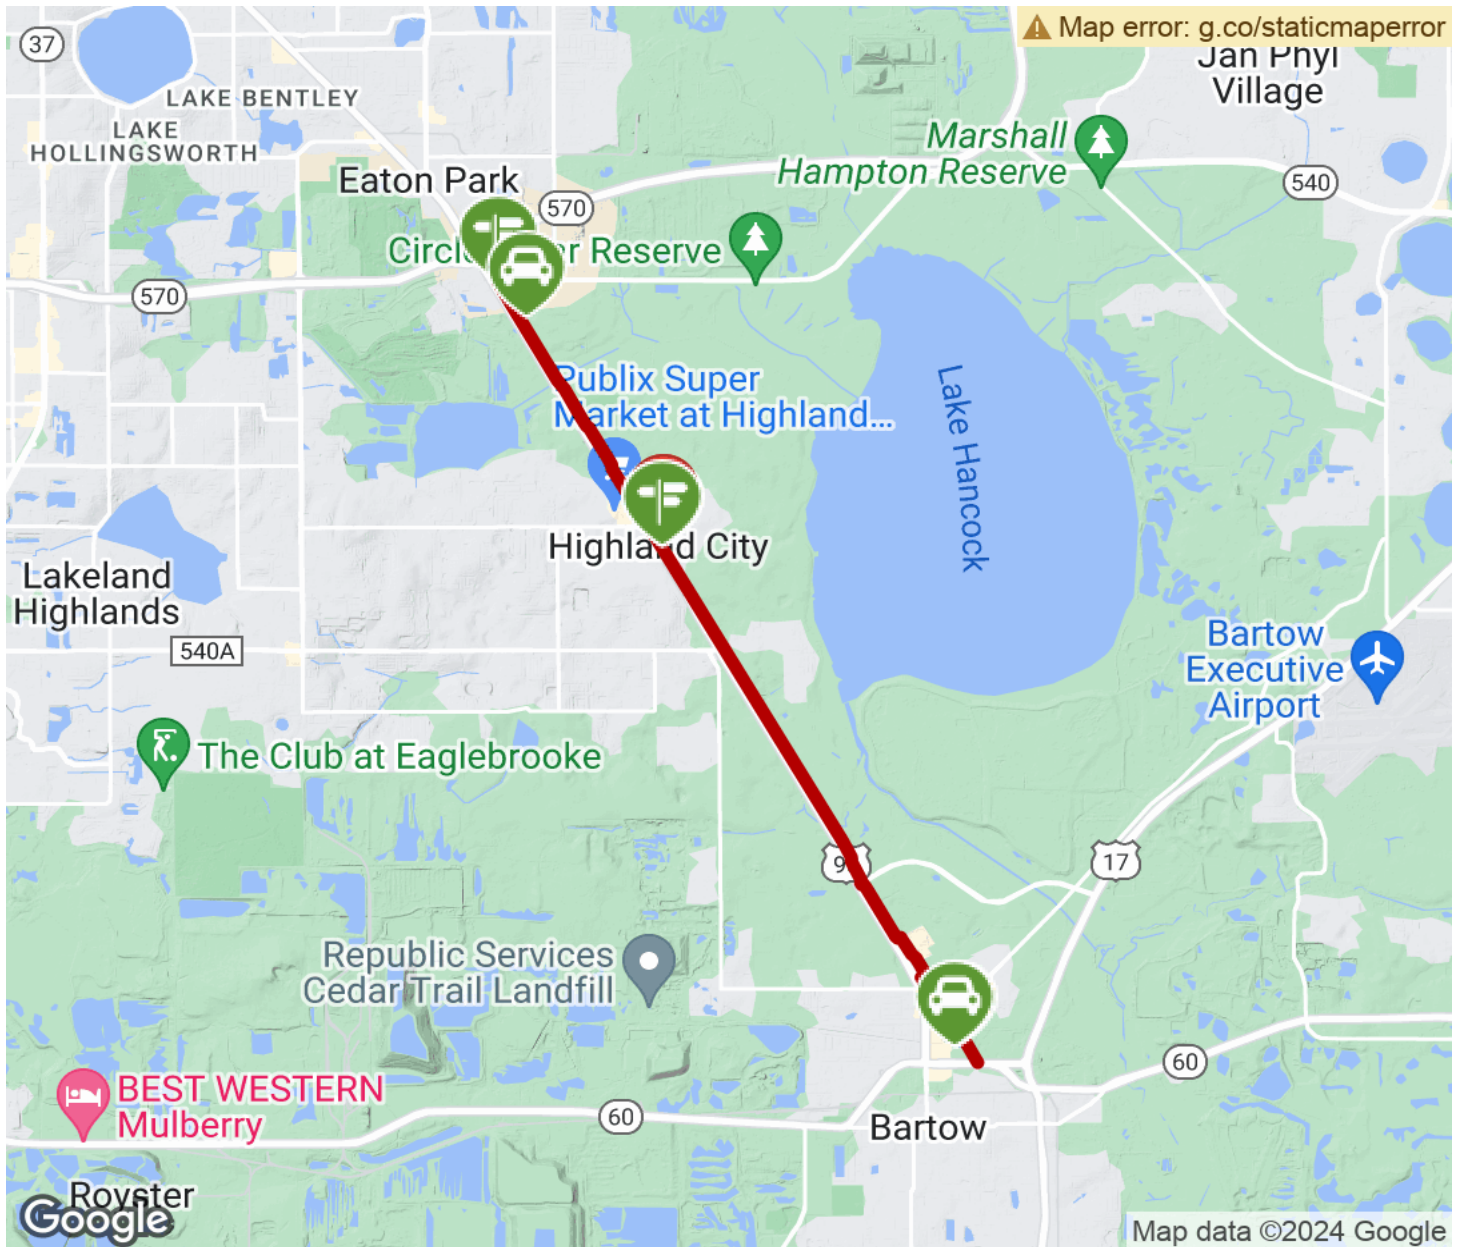 Map error: g.co/staticmaperror
37
Jan Phyl
Village
LAKE BENTLEY
LAKE
HOLLINGSWORTH
Marshall
Hampton Reserve
Eaton Park
540
570
Reserve
570
Publix Super
Market at Highland...
Lake Hancock
Highland City
Lakeland
Highlands
540A
Bartow
Executive
Airport
The Club at Eaglebrooke
17
Republic Services
Cedar Trail Landfill
60
BEST WESTERN
Mulberry
60
Bartow
Royster
Google
Map data ©2024 Google